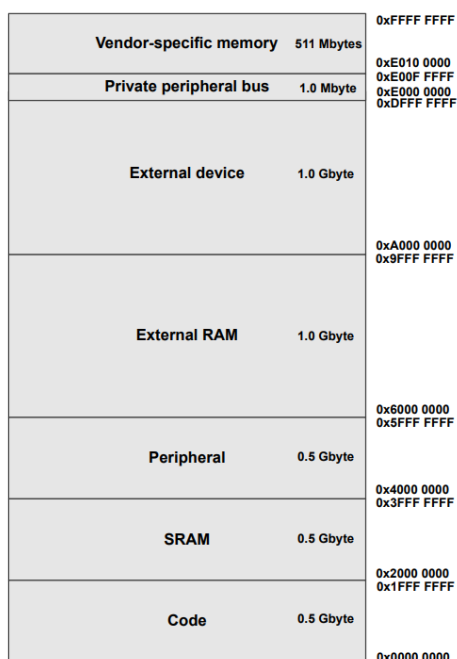 0xFFFF FFFF
Vendor-specific memory 511 Mbytes
0xE010 0000
0xE00F FFFF
Private peripheral bus 1.0 Mbyte
0xE000 0000
0xDFFF FFFF
External device 1.0 Gbyte
0xA000 0000
0x9FFF FFFF
External RAM 1.0 Gbyte
0x6000 0000
0x5FFF FFFF
Peripheral 0.5 Gbyte
0x4000 0000
0x3FFF FFFF
SRAM 0.5 Gbyte
0x2000 0000
0x1FFF FFFF
Code 0.5 Gbyte
0x0000 0000